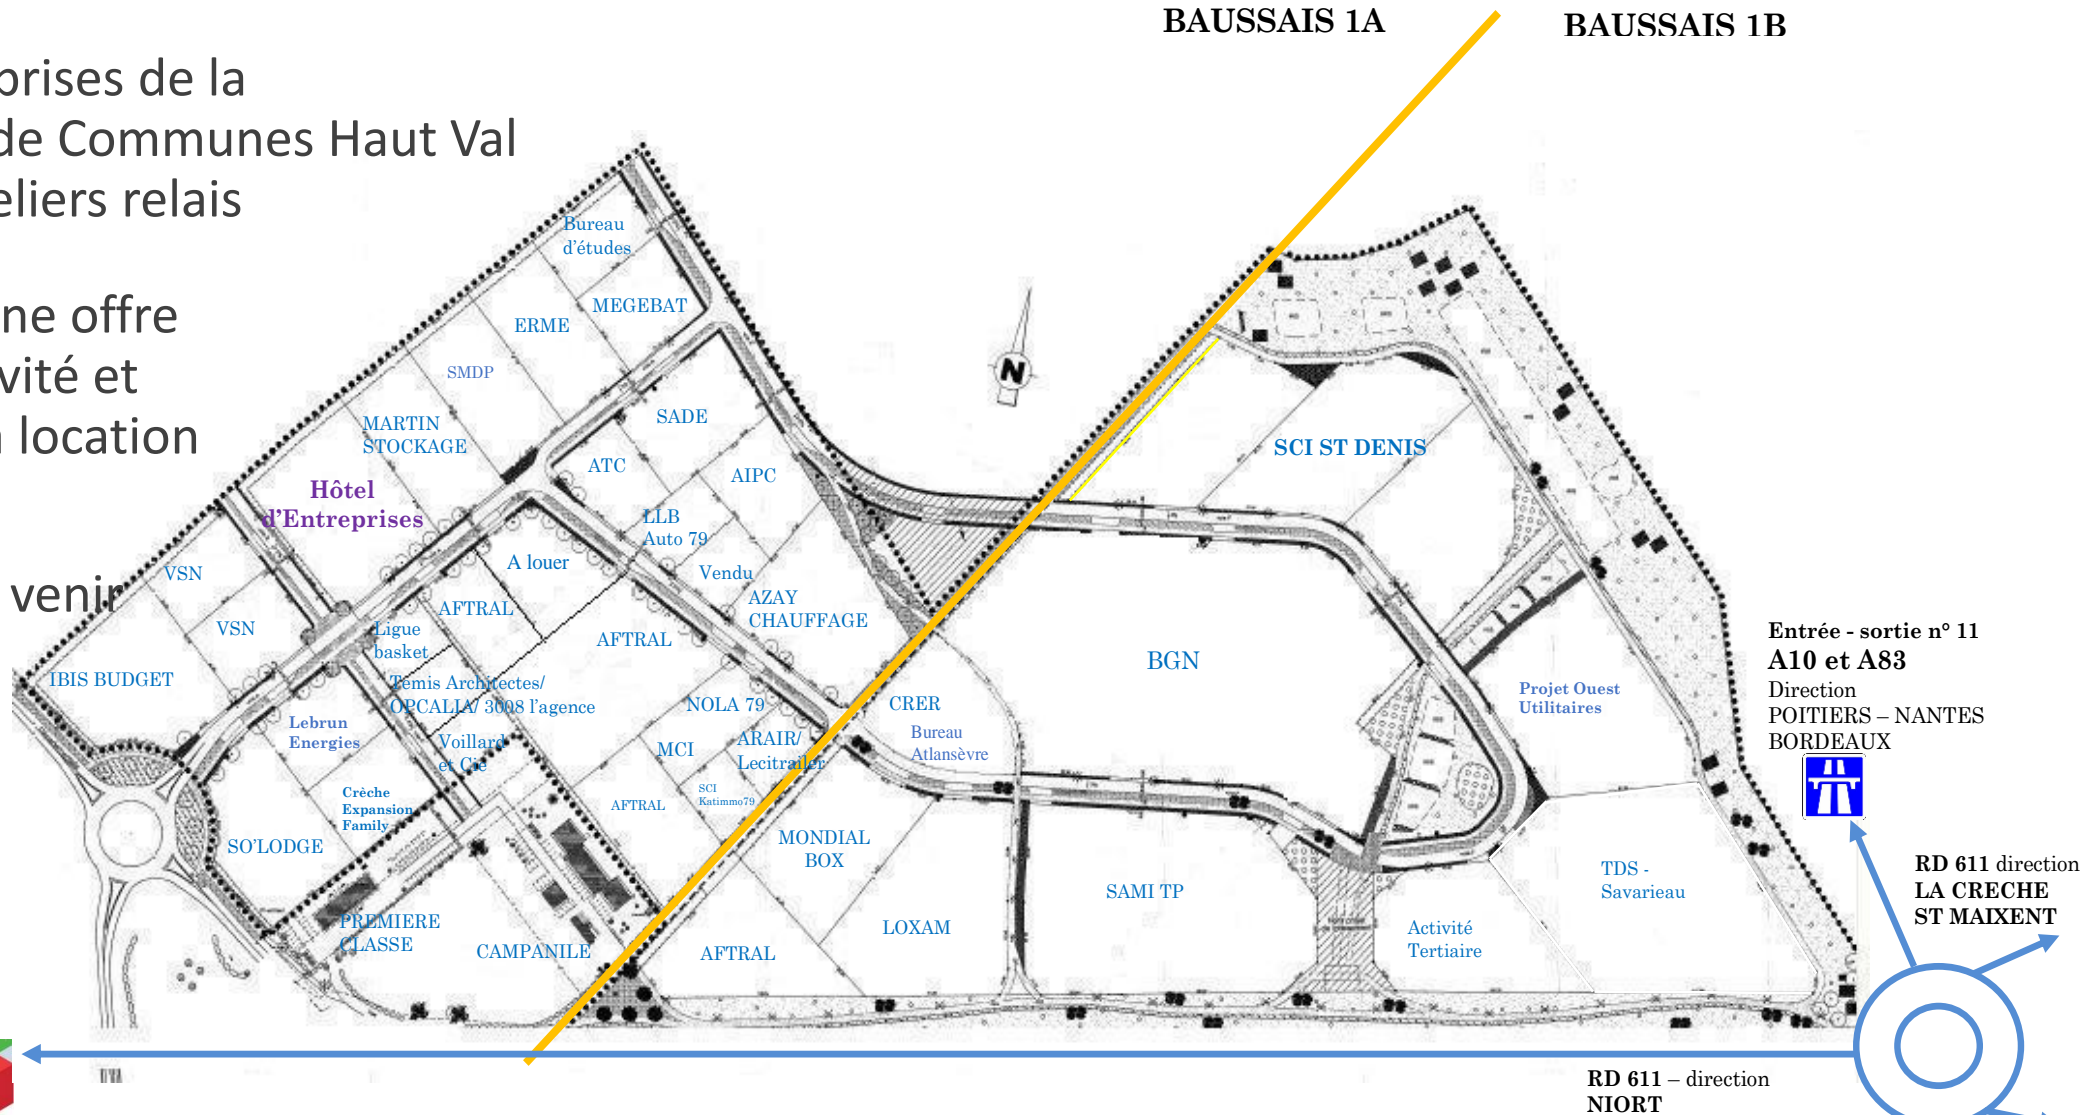 BAUSSAIS 1A
BAUSSAIS 1B
prises de la
de Communes Haut Val
eliers relais
ne offre
vité et
location
venir
Bureau
d'études
MEGEBAT
ERME
SMDP
MARTIN
STOCKAGE
Hôtel
d'Entreprises
SADE
ATC
AIPC
LLB
Auto 79
Vendu
AZAY
CHAUFFAGE
A louer
AFTRAL
AFTRAL
VSN
VSN
IBIS BUDGET
Ligue
basket
Temis Architectes/
OPCALIA/ 3008 l'agence
Voillard
et Cie
Lebrun
Energies
Crèche
Expansion
Family
SO'LODGE
PREMIERE
CLASSE
CAMPANILE
NOLA 79
MCI
ARAIR/
Lecitrailer
SCI
Katimmo79
AFTRAL
CRER
Bureau
Atlansèvre
MONDIAL
BOX
LOXAM
AFTRAL
N
SCI ST DENIS
BGN
Projet Ouest
Utilitaires
SAMI TP
Activité
Tertiaire
TDS -
Savarieau
Entrée - sortie n° 11
A10 et A83
Direction
POITIERS – NANTES
BORDEAUX
RD 611 direction
LA CRECHE
ST MAIXENT
RD 611 – direction
NIORT